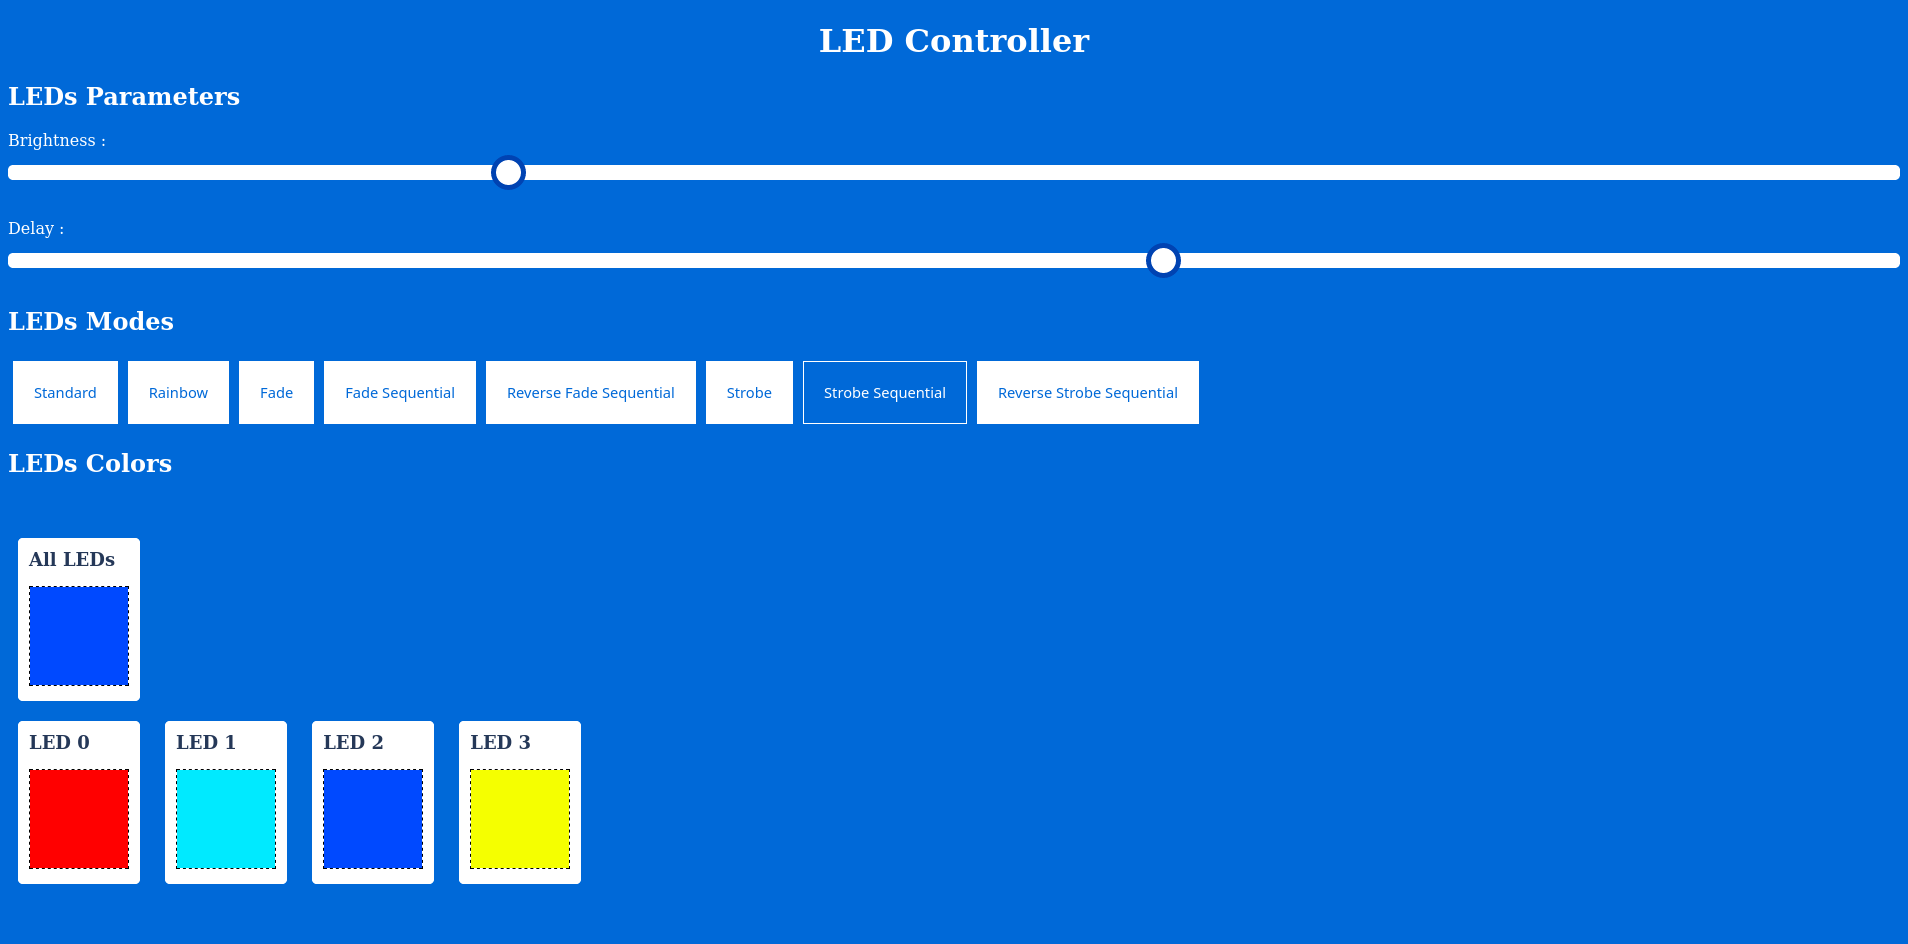 LED Controller
LEDs Parameters
Brightness :
Delay :
LEDs Modes
Standard Rainbow Fade Fade Sequential Reverse Fade Sequential Strobe Strobe Sequential Reverse Strobe Sequential
LEDs Colors
All LEDs
LED 0 LED 1 LED 2 LED 3